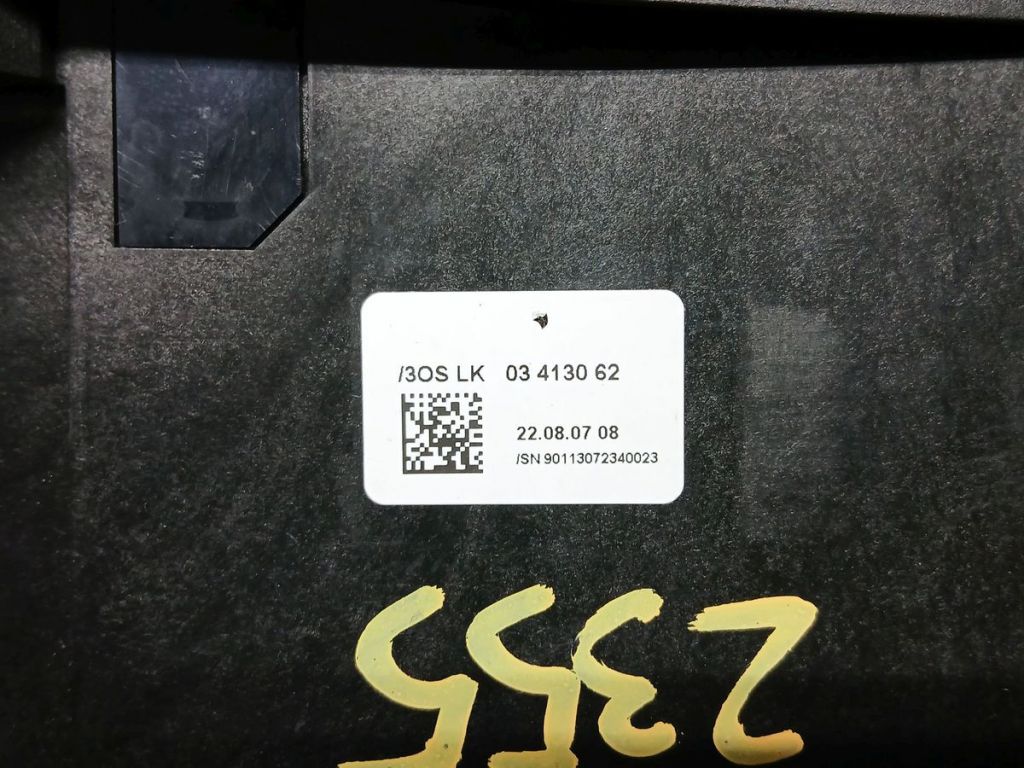 /3OS LK 03 4130 62
22.08.07 08
/SN 90113072340023
2355